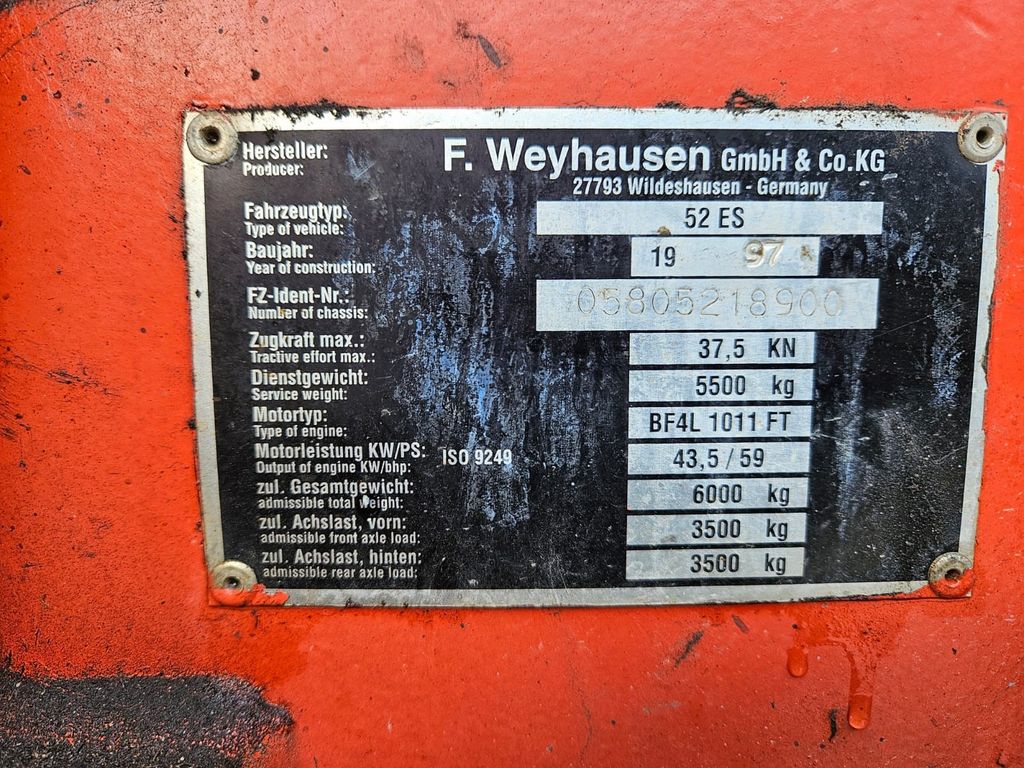 Hersteller: F. Weyhausen GmbH & Co.KG
Producer: 27793 Wildeshausen - Germany
Fahrzeugtyp: 52 ES
Type of vehicle:
Baujahr: 19 97
Year of construction:
FZ-Ident-Nr.: 05805218900
Number of chassis:
Zugkraft max.: 37,5 KN
Tractive effort max.:
Dienstgewicht: 5500 kg
Service weight:
Motortyp: BF4L 1011 FT
Type of engine:
Motorleistung KW/PS: ISO 9249 43,5 / 59
Output of engine KW/bhp:
zul. Gesamtgewicht: 6000 kg
admissible total weight:
zul. Achslast, vorn: 3500 kg
admissible front axle load:
zul. Achslast, hinten: 3500 kg
admissible rear axle load: